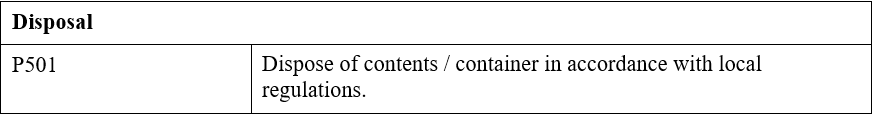 Disposal
P501
Dispose of contents / container in accordance with local
regulations.